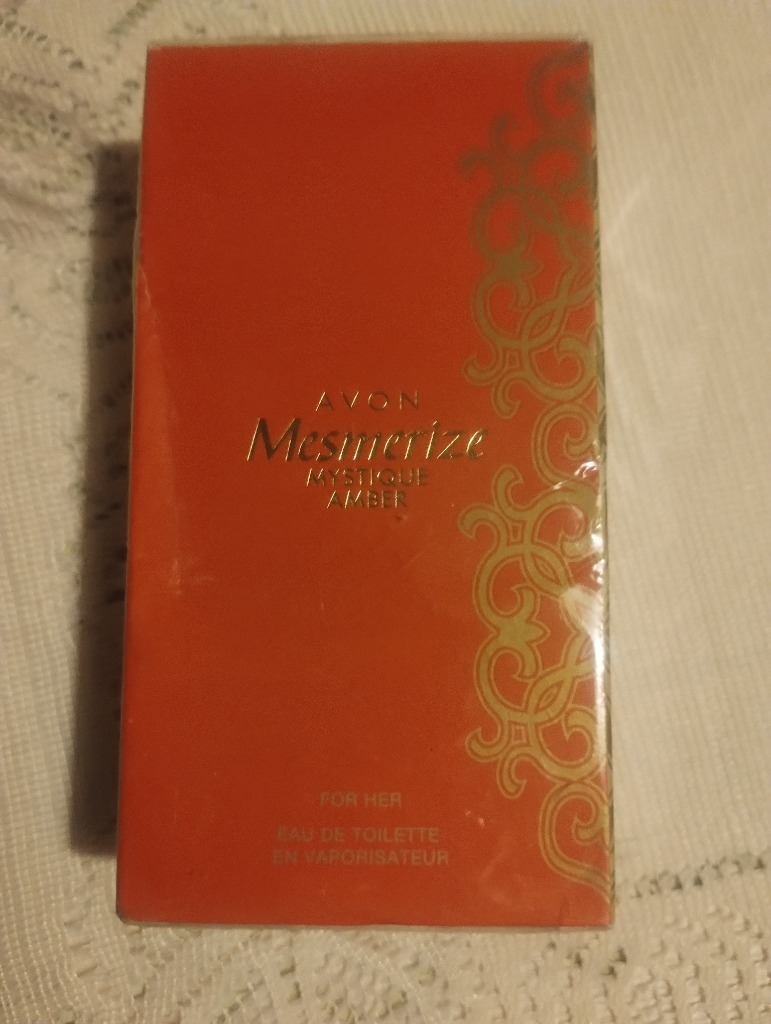 AVON
Mesmerize
MYSTIQUE
AMBER
FOR HER
EAU DE TOILETTE
EN VAPORISATEUR